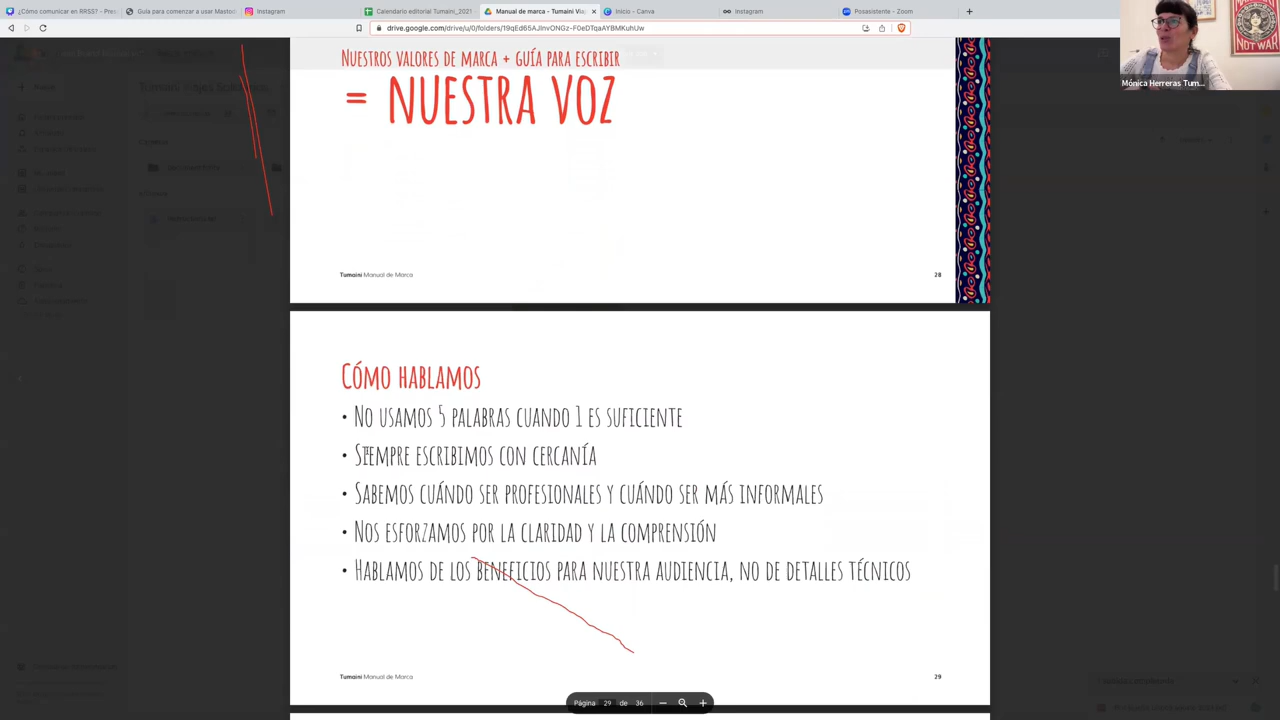 ¿Cómo comunicar en RRSS? - Pres
Guía para comenzar a usar Mastod
Instagram
Calendario editorial Tumaini_2021
Manual de marca - Tumaini Via
Inicio - Canva
Instagram
Posasistente - Zoom
drive.google.com/drive/u/0/folders/19qEd65AJInvONGz-F0eDTqaAYBMKuhUw
NOT WAR
Mónica Herreras Tum...
Nuestros valores de marca + guía para escribir
= NUESTRA VOZ
Tumaini Manual de Marca
28
Cómo hablamos
• No usamos 5 palabras cuando 1 es suficiente
• Siempre escribimos con cercanía
• Sabemos cuándo ser profesionales y cuándo ser más informales
• Nos esforzamos por la claridad y la comprensión
• Hablamos de los beneficios para nuestra audiencia, no de detalles técnicos
Tumaini Manual de Marca
29
Página 29 de 36